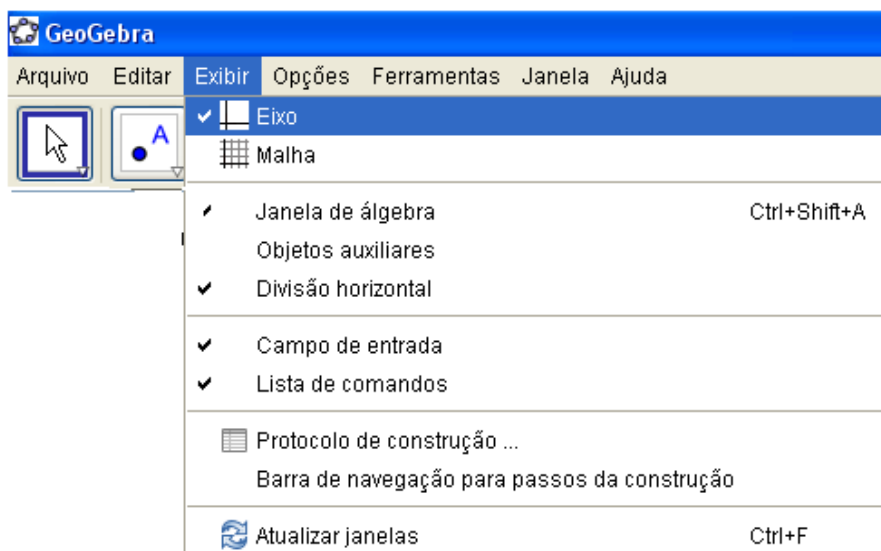 GeoGebra
Arquivo Editar Exibir Opções Ferramentas Janela Ajuda
A
Eixo
Malha
Janela de álgebra Ctrl+Shift+A
Objetos auxiliares
Divisão horizontal
Campo de entrada
Lista de comandos
Protocolo de construção ...
Barra de navegação para passos da construção
Atualizar janelas Ctrl+F